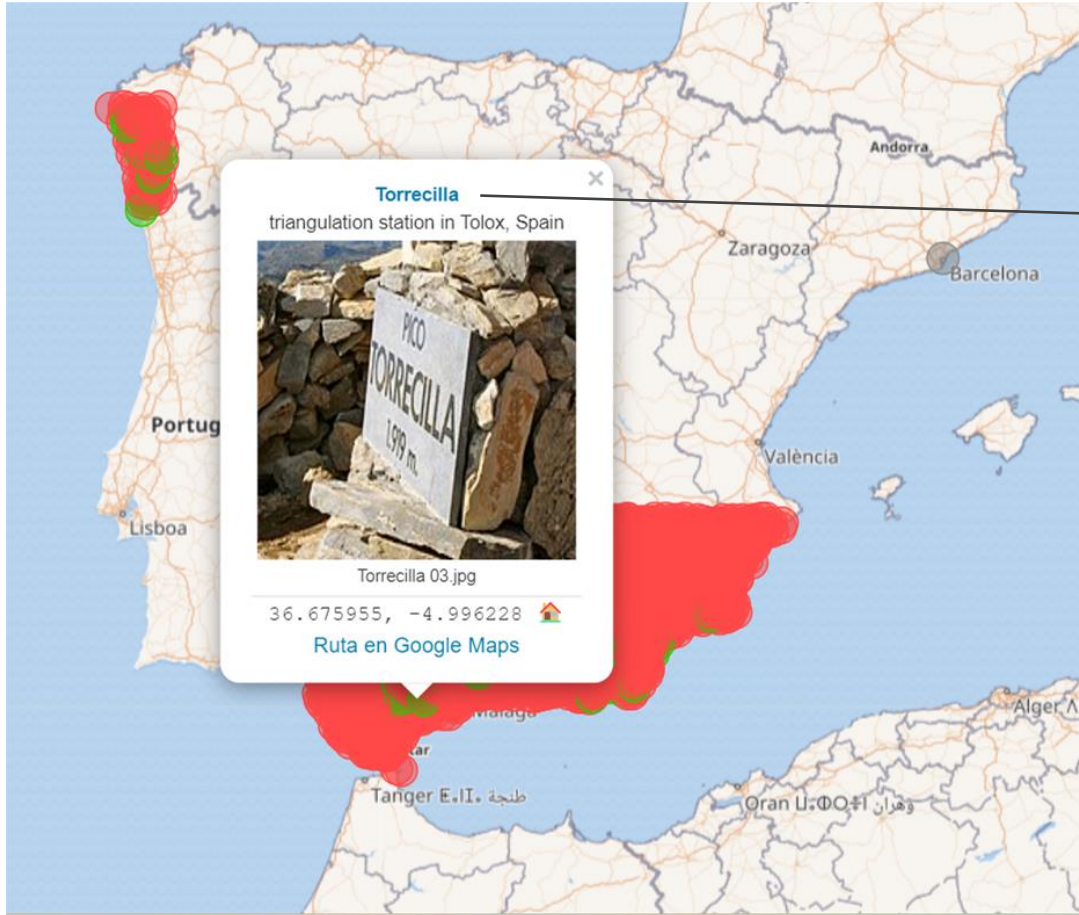 Andorra
Zaragoza
Barcelona
Portug
València
Lisboa
×
Torrecilla
triangulation station in Tolox, Spain
PICO
TORRECILLA
1.919 m.
Torrecilla 03.jpg
36.675955, -4.996228
Ruta en Google Maps
Málaga
tar
Tanger
طنجة
Alger
Oran
وهران